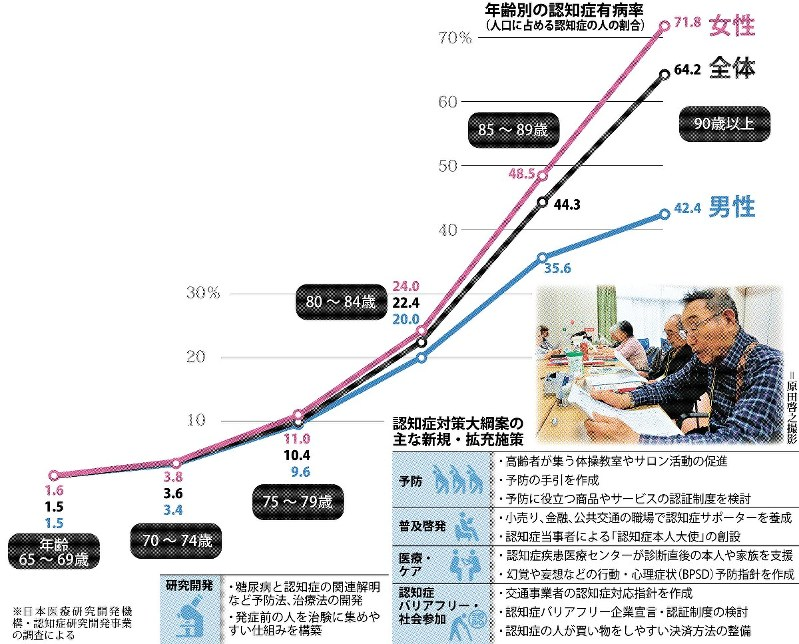 年齢別の認知症有病率
(人口に占める認知症の人の割合)
70%
60
50
40
30%
20
10
71.8 女性
64.2 全体
42.4 男性
90歳以上
85～89歳
48.5
44.3
35.6
80～84歳
24.0
22.4
20.0
75～79歳
11.0
10.4
9.6
70～74歳
3.8
3.6
3.4
年齢
65～69歳
1.6
1.5
1.5
=原田啓之撮影
認知症対策大綱案の
主な新規・拡充施策
予防
・高齢者が集う体操教室やサロン活動の促進
・予防の手引を作成
・予防に役立つ商品やサービスの認証制度を検討
普及啓発
・小売り、金融、公共交通の職場で認知症サポーターを養成
・認知症当事者による「認知症本人大使」の創設
医療・
ケア
・認知症疾患医療センターが診断直後の本人や家族を支援
・幻覚や妄想などの行動・心理症状(BPSD)予防指針を作成
認知症
バリアフリー・
社会参加
・交通事業者の認知症対応指針を作成
・認知症バリアフリー企業宣言・認証制度の検討
・認知症の人が買い物をしやすい決済方法の整備
研究開発
・糖尿病と認知症の関連解明
など予防法、治療法の開発
・発症前の人を治験に集めや
すい仕組みを構築
※日本医療研究開発機
構・認知症研究開発事業
の調査による